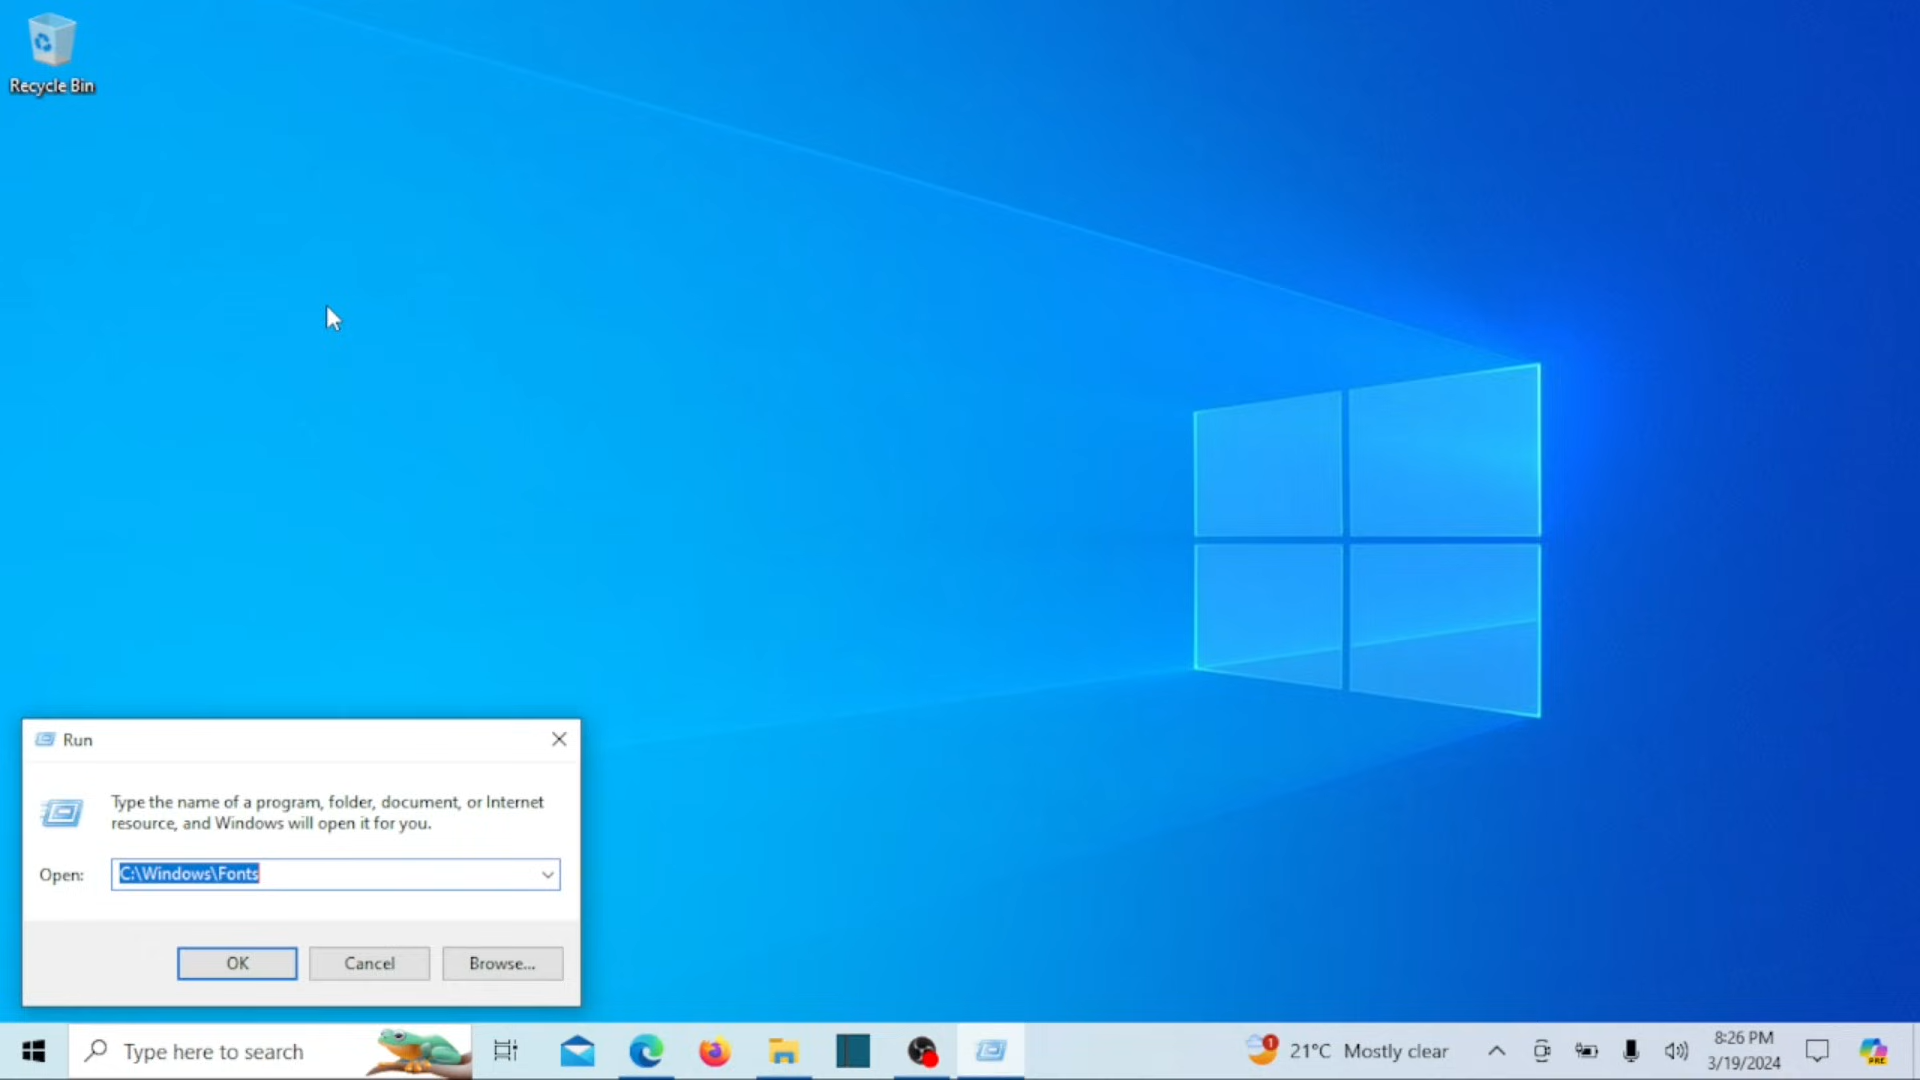 Recycle Bin
Run
Type the name of a program, folder, document, or Internet
resource, and Windows will open it for you.
Open:
C:\Windows\Fonts
OK
Cancel
Browse...
Type here to search
1
21°C Mostly clear
8:26 PM
3/19/2024
PRE